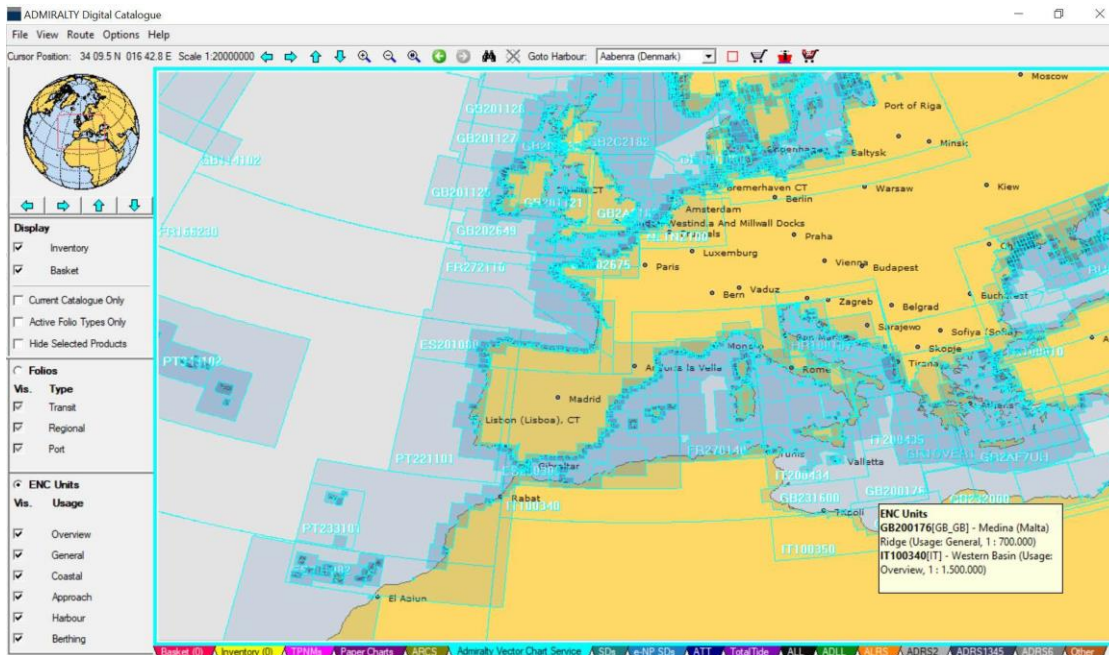 ADMIRALTY Digital Catalogue
File View Route Options Help
Cursor Position: 34 09.5 N 016 42.8 E Scale 1:20000000 Goto Harbour: Aabenra (Denmark)
Display
Inventory
Basket
Current Catalogue Only
Active Folio Types Only
Hide Selected Products
Folios
Vis. Type
Transit
Regional
Port
ENC Units
Vis. Usage
Overview
General
Coastal
Approach
Harbour
Berthing
Moscow
GB201128
Port of Riga
GB201127
GB202182
Minsk
Baltysk
GB201125
Bremerhaven CT
Warsaw
Kiew
Berlin
GB201121
Amsterdam
Westindia And Millwall Docks
GB202649
FR166230
Praha
FR272176
Luxemburg
Paris
Vienna
Budapest
Bern
Vaduz
Zagreb
Belgrad
Sarajewo
Sofiya (Sofia)
Skopje
Tirana
Rome
Madrid
Lisbon (Lisboa), CT
FR270140
PT221101
Gibraltar
Tunis
IT200435
IT200434
Valletta
Rabat
IT100340
GB231600
GB200176
Tripoli
PT233101
IT100350
El Aaiun
ENC Units
GB200176[GB_GB] - Medina (Malta)
Ridge (Usage: General, 1 : 700.000)
IT100340[IT] - Western Basin (Usage:
Overview, 1 : 1.500.000)
Basket (0) Inventory (0) TPNMs Paper Charts ARCS Admiralty Vector Chart Service SDs e-NP SDs ATT TotalTide ALL ADLL ALRS ADRS2 ADRS1345 ADRS6 Other